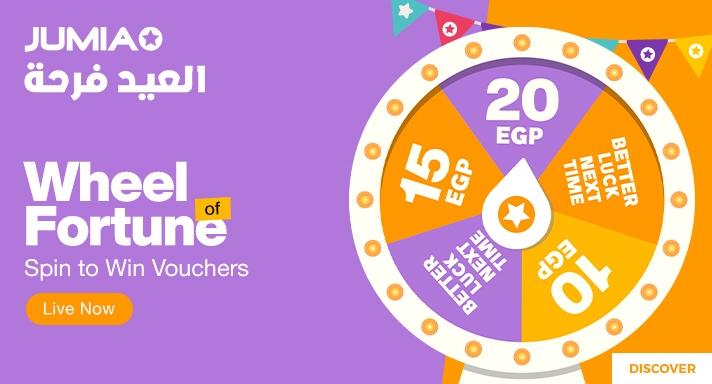 JUMIA
العيد فرحة
Wheel
of
Fortune
Spin to Win Vouchers
Live Now
20
EGP
BETTER
LUCK
NEXT
TIME
10
EGP
BETTER
LUCK
NEXT
TIME
15
EGP
DISCOVER